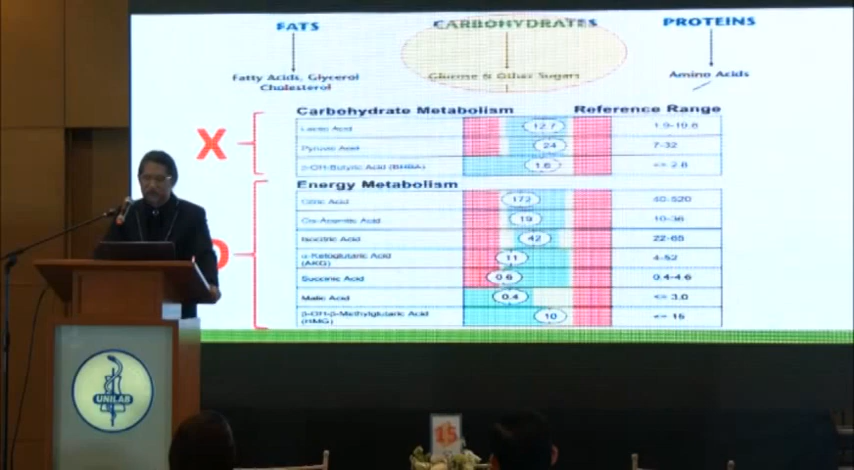 FATS
CARBOHYDRATES
PROTEINS
Fatty Acids, Glycerol
Cholesterol
Glucose & Other Sugars
Amino Acids
Carbohydrate Metabolism Reference Range
X
Lactic Acid 12.7 1.9-19.8
Pyruvic Acid 24 7-32
β-OH-Butyric Acid (BHBA) 1.6 <= 2.8
Energy Metabolism
Citric Acid 172 40-520
Cis-Aconitic Acid 19 10-36
Isocitric Acid 42 22-65
α-Ketoglutaric Acid
(AKG) 11 4-52
Succinic Acid 0.6 0.4-4.6
Malic Acid 0.4 <= 3.0
β-OH-β-Methylglutaric Acid
(HMG) 10 <= 15
UNILAB
15